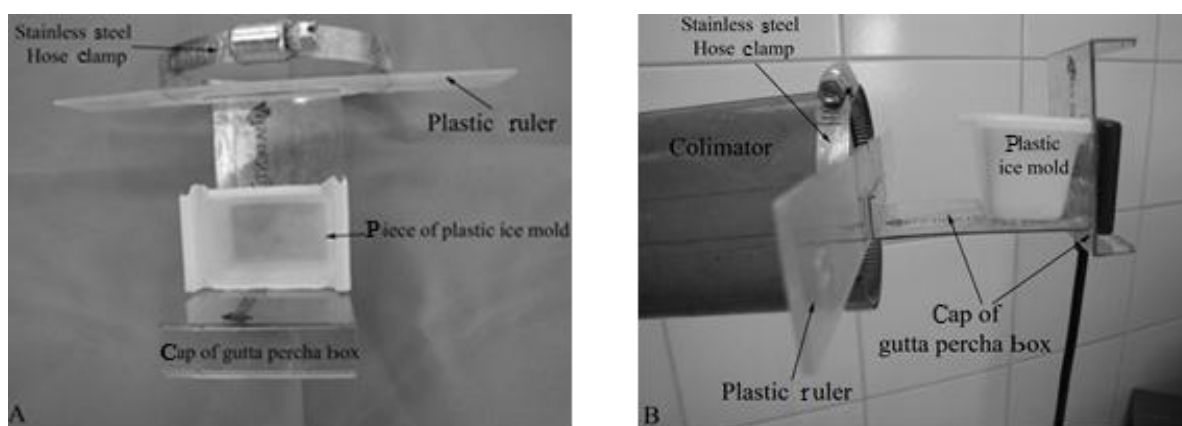 Stainless steel
Hose clamp
Plastic ruler
Piece of plastic ice mold
Cap of gutta percha box
A
Stainless steel
Hose clamp
Colimator
Plastic
ice mold
Cap of
gutta percha box
Plastic ruler
B